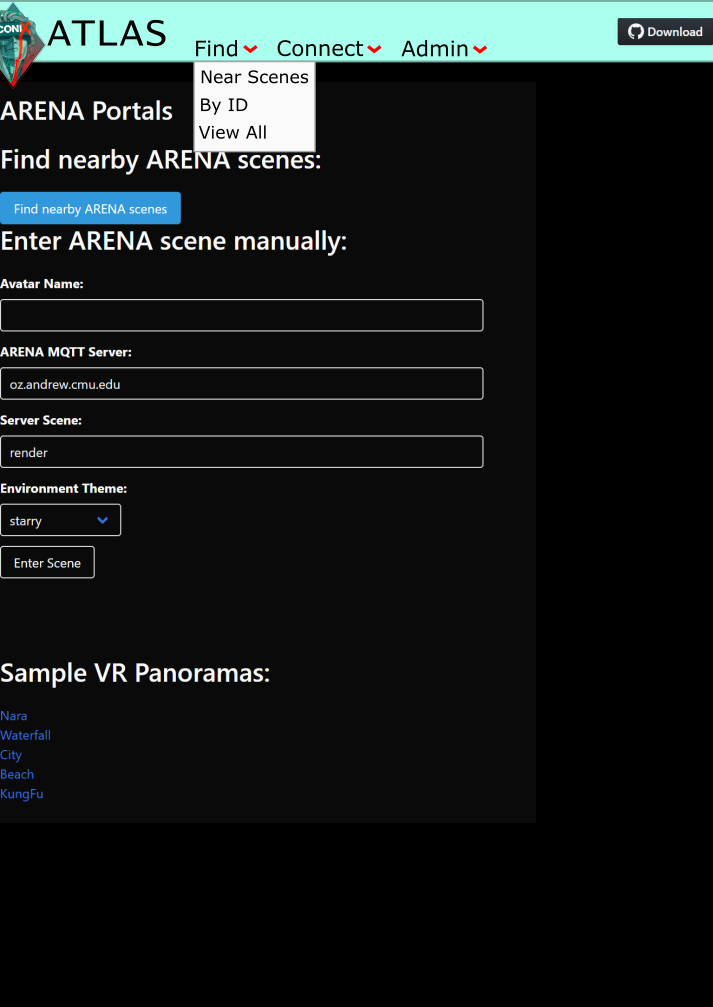 CONIX
ATLAS
Find
Connect
Admin
Download
Near Scenes
By ID
View All
ARENA Portals
Find nearby ARENA scenes:
Find nearby ARENA scenes
Enter ARENA scene manually:
Avatar Name:
ARENA MQTT Server:
oz.andrew.cmu.edu
Server Scene:
render
Environment Theme:
starry
Enter Scene
Sample VR Panoramas:
Nara
Waterfall
City
Beach
KungFu